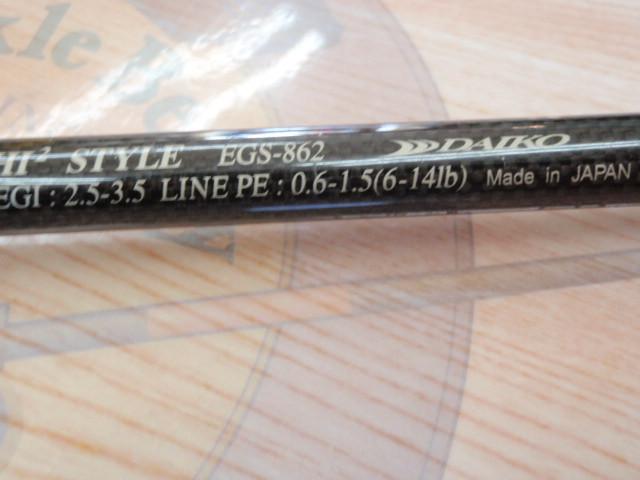 HI² STYLE EGS-862 DAIKO
EGI : 2.5-3.5 LINE PE : 0.6-1.5(6-14lb) Made in JAPAN